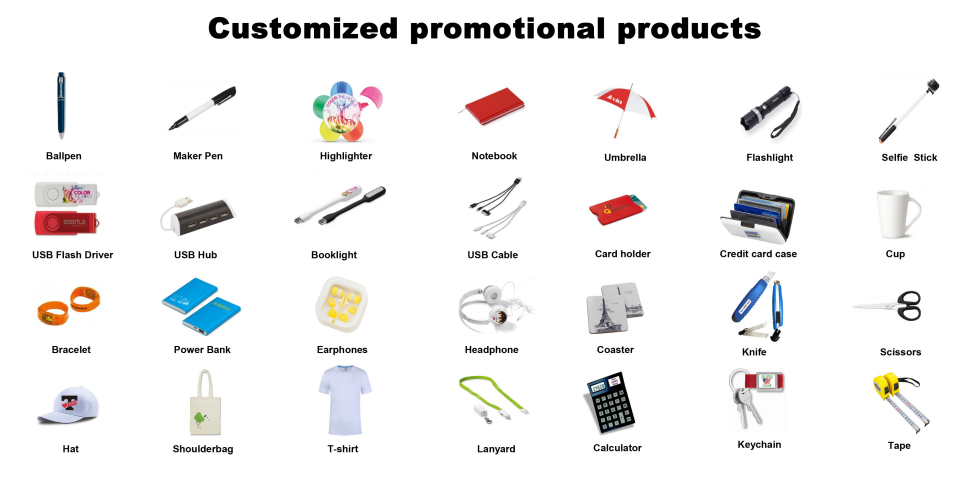 Customized promotional products
Ballpen
Maker Pen
Highlighter
Notebook
Umbrella
Flashlight
Selfie Stick
USB Flash Driver
USB Hub
Booklight
USB Cable
Card holder
Credit card case
Cup
Bracelet
Power Bank
Earphones
Headphone
Coaster
Knife
Scissors
Hat
Shoulderbag
T-shirt
Lanyard
Calculator
Keychain
Tape